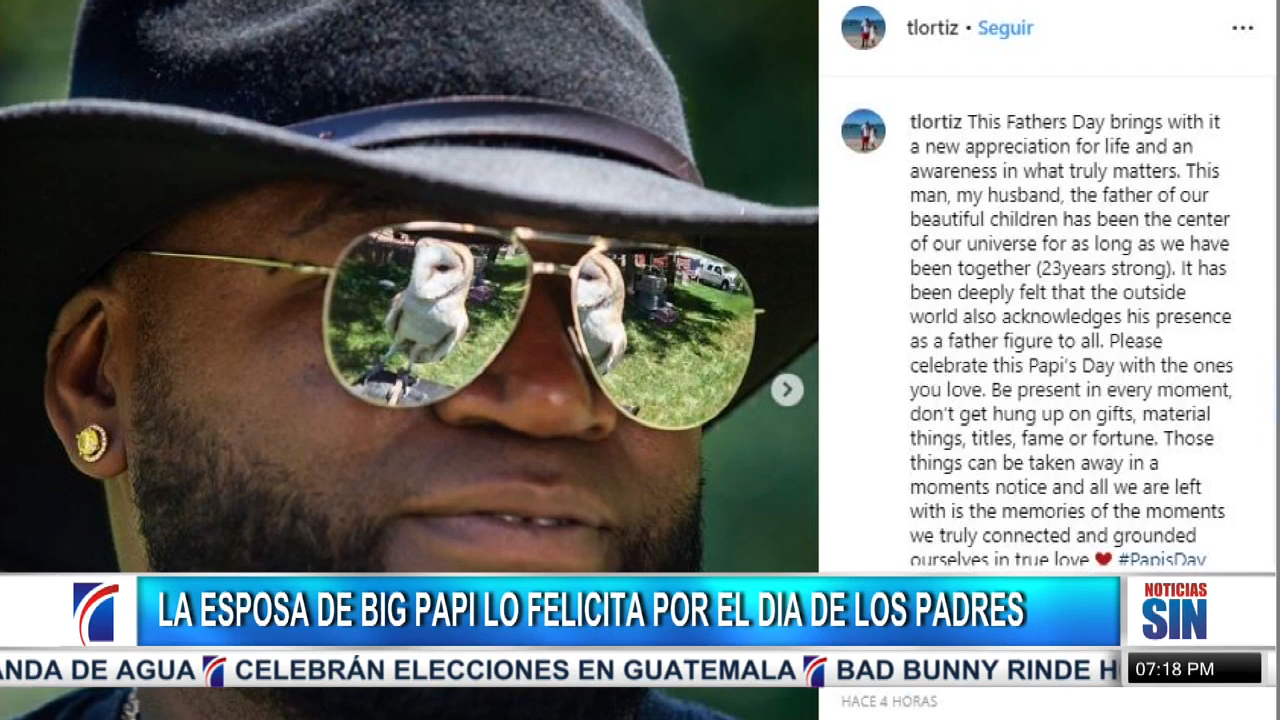 tlortiz • Seguir
tlortiz This Fathers Day brings with it
a new appreciation for life and an
awareness in what truly matters. This
man, my husband, the father of our
beautiful children has been the center
of our universe for as long as we have
been together (23years strong). It has
been deeply felt that the outside
world also acknowledges his presence
as a father figure to all. Please
celebrate this Papi's Day with the ones
you love. Be present in every moment,
don't get hung up on gifts, material
things, titles, fame or fortune. Those
things can be taken away in a
moments notice and all we are left
with is the memories of the moments
we truly connected and grounded
ourselves in true love ❤ #PapisDay
LA ESPOSA DE BIG PAPI LO FELICITA POR EL DIA DE LOS PADRES
NOTICIAS
SIN
ANDA DE AGUA CELEBRÁN ELECCIONES EN GUATEMALA BAD BUNNY RINDE H
07:18 PM
HACE 4 HORAS